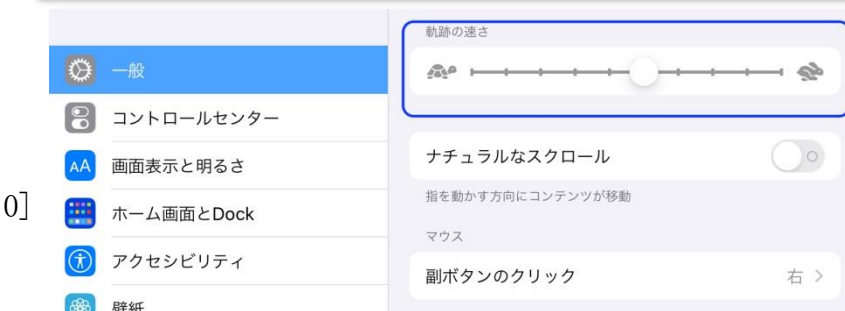 0]
一般
コントロールセンター
AA
画面表示と明るさ
ホーム画面とDock
アクセシビリティ
壁紙
軌跡の速さ
ナチュラルなスクロール
指を動かす方向にコンテンツが移動
マウス
副ボタンのクリック
右